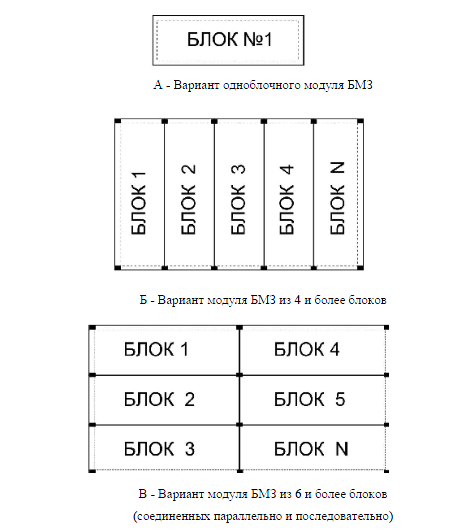 БЛОК №1
А - Вариант одноблочного модуля БМЗ
БЛОК 1
БЛОК 2
БЛОК 3
БЛОК 4
БЛОК N
Б - Вариант модуля БМЗ из 4 и более блоков
БЛОК 1 БЛОК 4
БЛОК 2 БЛОК 5
БЛОК 3 БЛОК N
В - Вариант модуля БМЗ из 6 и более блоков
(соединенных параллельно и последовательно)